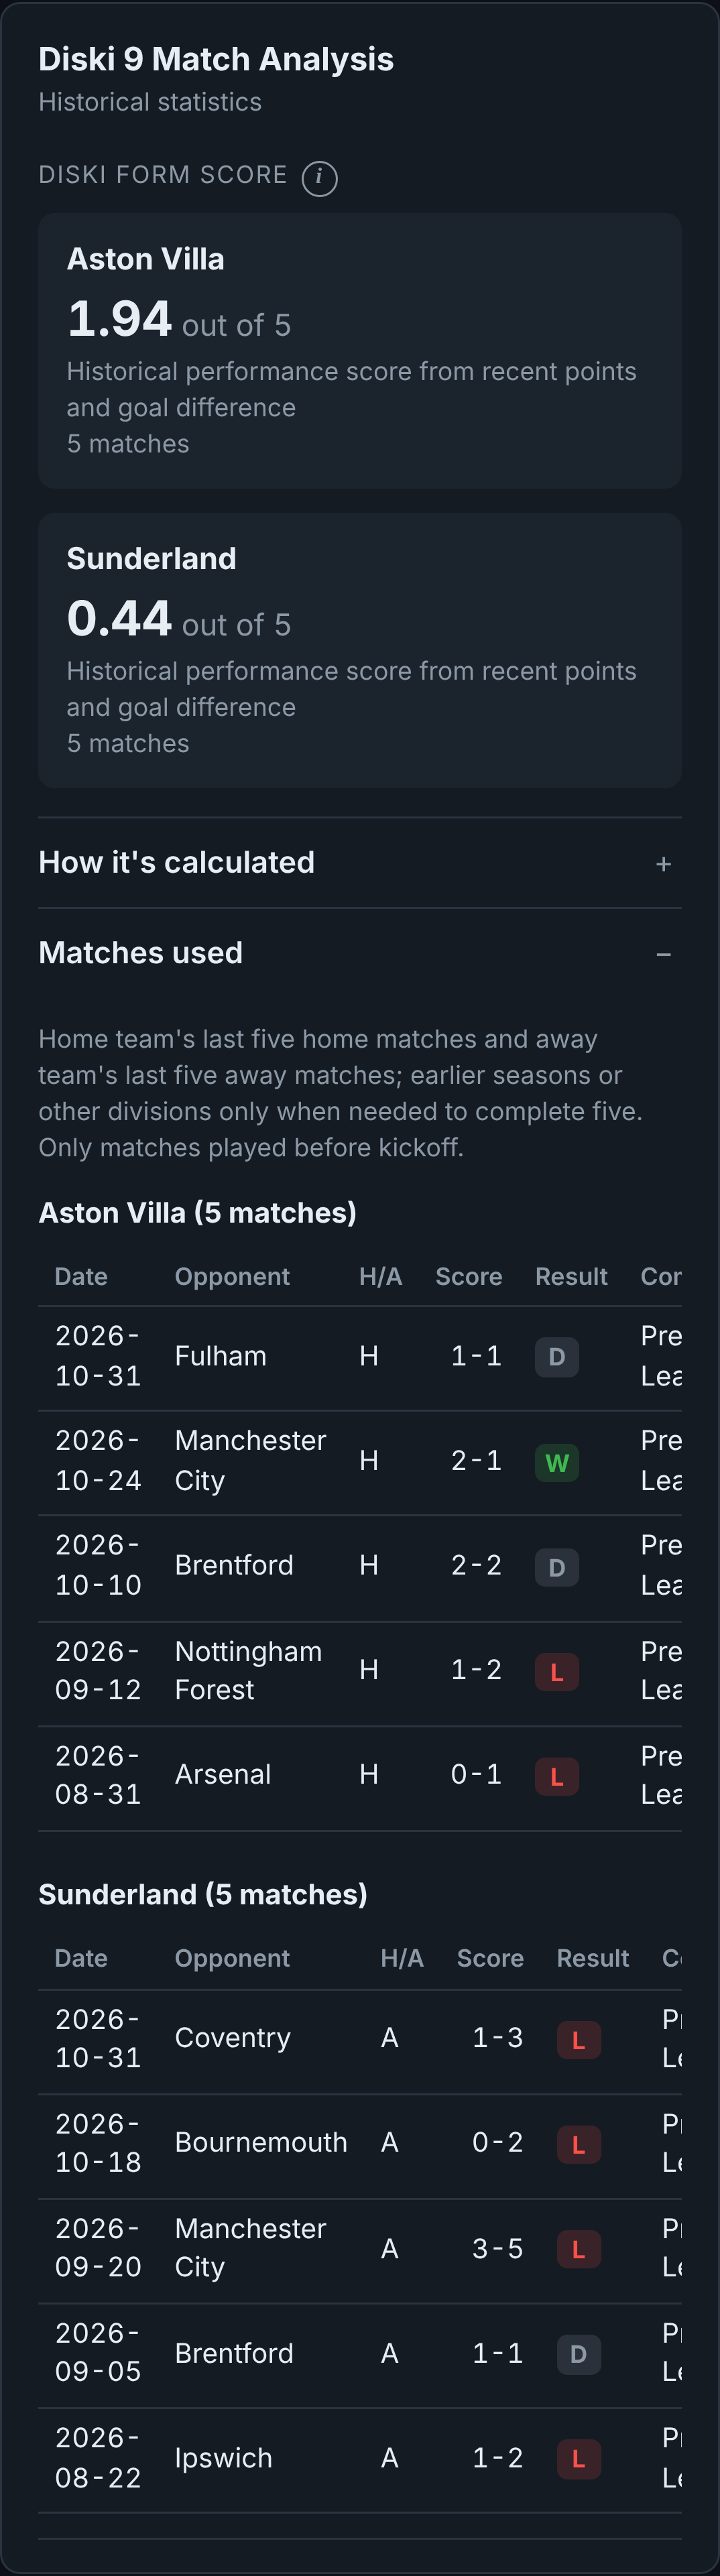 Diski 9 Match Analysis
Historical statistics
DISKI FORM SCORE i
Aston Villa
1.94 out of 5
Historical performance score from recent points
and goal difference
5 matches
Sunderland
0.44 out of 5
Historical performance score from recent points
and goal difference
5 matches
How it's calculated +
Matches used −
Home team's last five home matches and away
team's last five away matches; earlier seasons or
other divisions only when needed to complete five.
Only matches played before kickoff.
Aston Villa (5 matches)
Date Opponent H/A Score Result
2026-
10-31 Fulham H 1-1 D
2026-
10-24 Manchester City H 2-1 W
2026-
10-10 Brentford H 2-2 D
2026-
09-12 Nottingham Forest H 1-2 L
2026-
08-31 Arsenal H 0-1 L
Sunderland (5 matches)
Date Opponent H/A Score Result
2026-
10-31 Coventry A 1-3 L
2026-
10-18 Bournemouth A 0-2 L
2026-
09-20 Manchester City A 3-5 L
2026-
09-05 Brentford A 1-1 D
2026-
08-22 Ipswich A 1-2 L